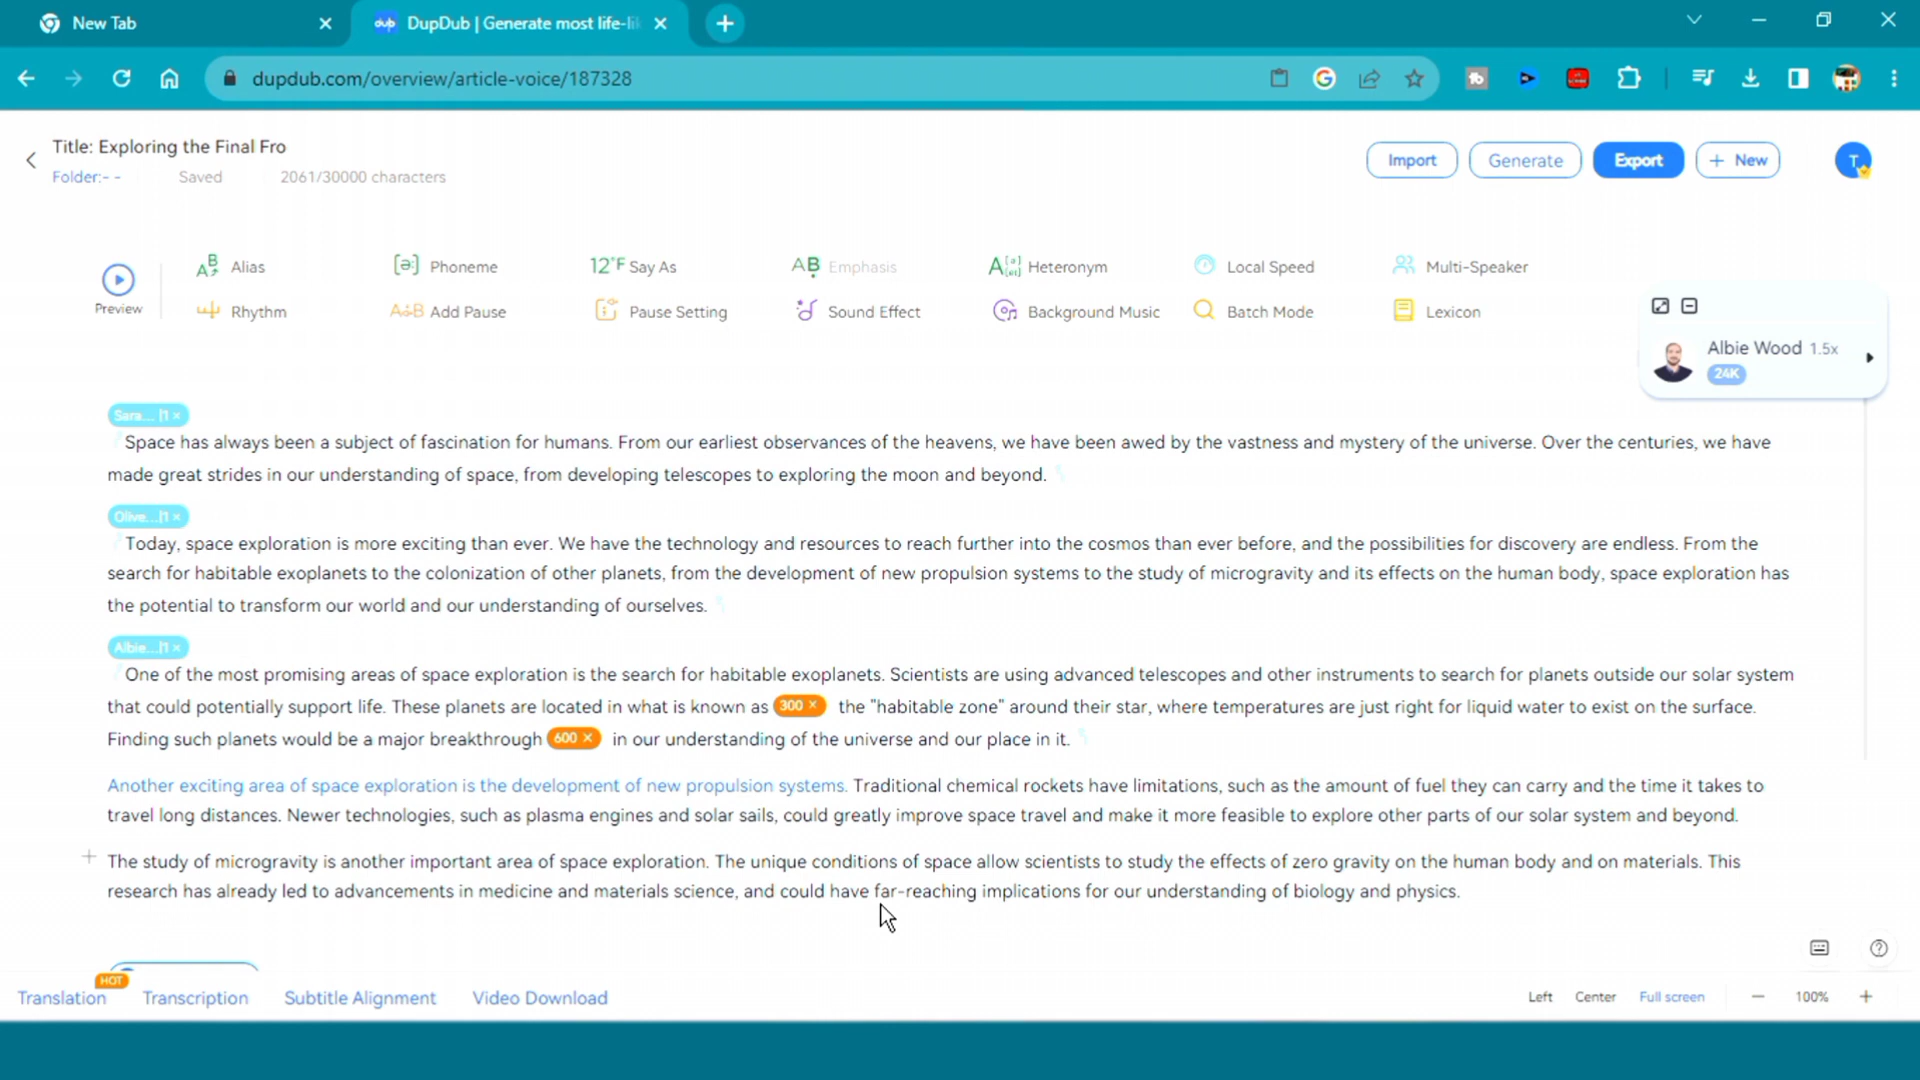 New Tab
dub DupDub | Generate most life-li
dupdub.com/overview/article-voice/187328
Title: Exploring the Final Fro
Folder:- - Saved 2061/30000 characters
Import Generate Export + New T
Preview
Alias Phoneme 12°F Say As AB Emphasis Heteronym Local Speed Multi-Speaker
Rhythm Add Pause Pause Setting Sound Effect Background Music Batch Mode Lexicon
Albie Wood 1.5x
24K
Sara... |1 ×
Space has always been a subject of fascination for humans. From our earliest observances of the heavens, we have been awed by the vastness and mystery of the universe. Over the centuries, we have
made great strides in our understanding of space, from developing telescopes to exploring the moon and beyond.
Olive...|1 ×
Today, space exploration is more exciting than ever. We have the technology and resources to reach further into the cosmos than ever before, and the possibilities for discovery are endless. From the
search for habitable exoplanets to the colonization of other planets, from the development of new propulsion systems to the study of microgravity and its effects on the human body, space exploration has
the potential to transform our world and our understanding of ourselves.
Albie...|1 ×
One of the most promising areas of space exploration is the search for habitable exoplanets. Scientists are using advanced telescopes and other instruments to search for planets outside our solar system
that could potentially support life. These planets are located in what is known as 300 × the "habitable zone" around their star, where temperatures are just right for liquid water to exist on the surface.
Finding such planets would be a major breakthrough 600 × in our understanding of the universe and our place in it.
Another exciting area of space exploration is the development of new propulsion systems. Traditional chemical rockets have limitations, such as the amount of fuel they can carry and the time it takes to
travel long distances. Newer technologies, such as plasma engines and solar sails, could greatly improve space travel and make it more feasible to explore other parts of our solar system and beyond.
The study of microgravity is another important area of space exploration. The unique conditions of space allow scientists to study the effects of zero gravity on the human body and on materials. This
research has already led to advancements in medicine and materials science, and could have far-reaching implications for our understanding of biology and physics.
HOT
Translation Transcription Subtitle Alignment Video Download Left Center Full screen — 100% +